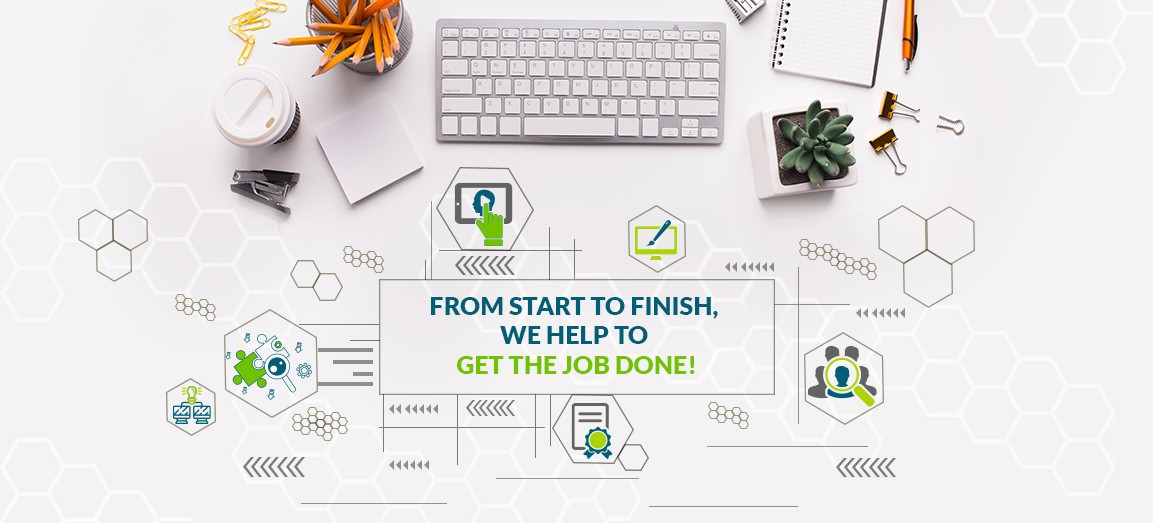 FROM START TO FINISH,
WE HELP TO
GET THE JOB DONE!